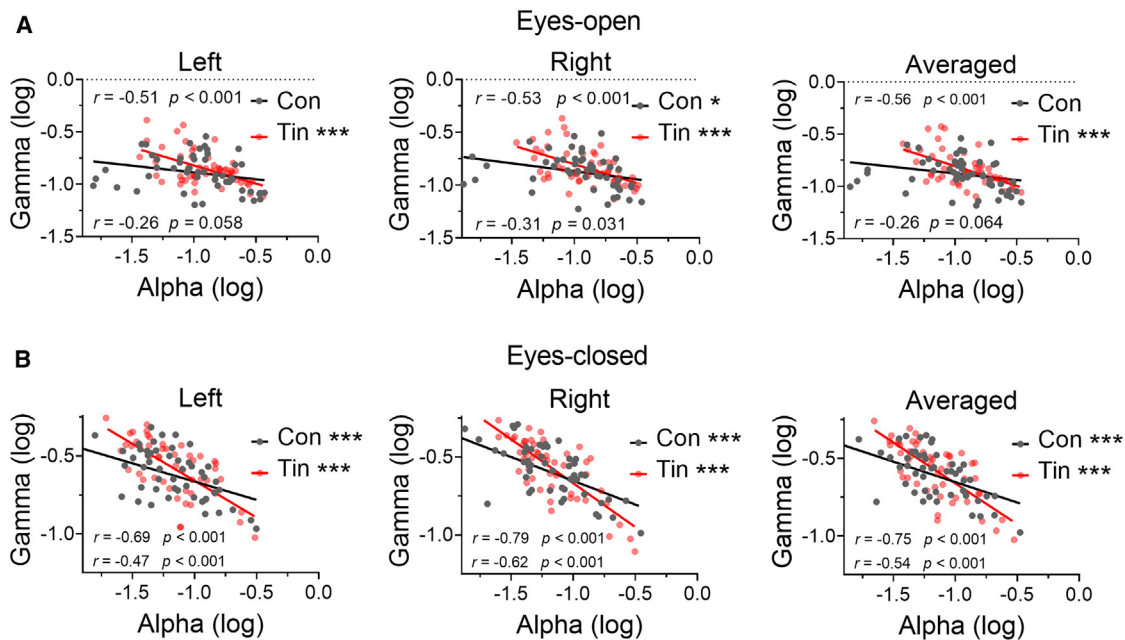 A
Eyes-open
Left
Gamma (log)
0.0
-0.5
-1.0
-1.5
r = -0.51 p < 0.001
Con
Tin ***
r = -0.26 p = 0.058
-1.5 -1.0 -0.5 0.0
Alpha (log)
Right
Gamma (log)
0.0
-0.5
-1.0
-1.5
r = -0.53 p < 0.001
Con *
Tin ***
r = -0.31 p = 0.031
-1.5 -1.0 -0.5 0.0
Alpha (log)
Averaged
Gamma (log)
0.0
-0.5
-1.0
-1.5
r = -0.56 p < 0.001
Con
Tin ***
r = -0.26 p = 0.064
-1.5 -1.0 -0.5 0.0
Alpha (log)
B
Eyes-closed
Left
Gamma (log)
-0.5
-1.0
Con ***
Tin ***
r = -0.69 p < 0.001
r = -0.47 p < 0.001
-1.5 -1.0 -0.5 0.0
Alpha (log)
Right
Gamma (log)
-0.5
-1.0
Con ***
Tin ***
r = -0.79 p < 0.001
r = -0.62 p < 0.001
-1.5 -1.0 -0.5 0.0
Alpha (log)
Averaged
Gamma (log)
-0.5
-1.0
Con ***
Tin ***
r = -0.75 p < 0.001
r = -0.54 p < 0.001
-1.5 -1.0 -0.5 0.0
Alpha (log)